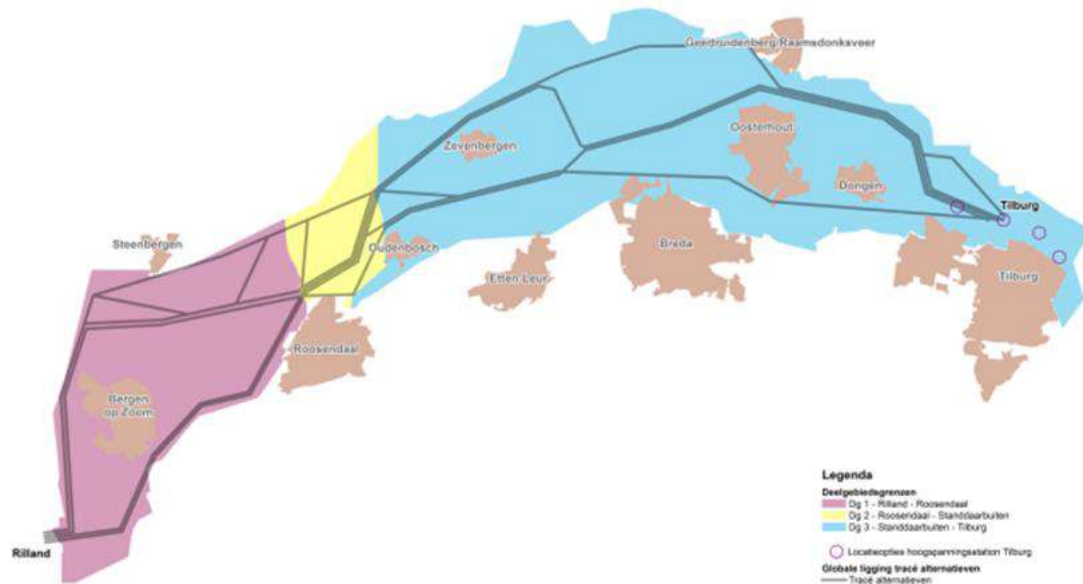 Geertruidenberg/Raamsdonksveer
Oosterhout
Zevenbergen
Dongen
Tilburg
Steenbergen
Oudenbosch
Breda
Etten-Leur
Tilburg
Roosendaal
Bergen
op Zoom
Rilland
Legenda
Deelgebiedsgrenzen
Dg 1 - Rilland - Roosendaal
Dg 2 - Roosendaal - Standdaarbuiten
Dg 3 - Standdaarbuiten - Tilburg
Locatieopties hoogspanningsstation Tilburg
Globale ligging tracé alternatieven
Tracé alternatieven